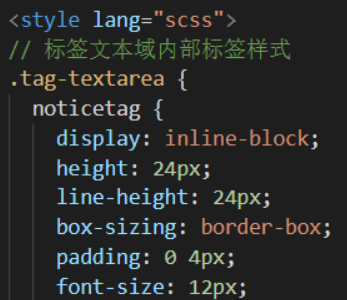 <style lang="scss">
// 标签文本域内部标签样式
.tag-textarea {
noticetag {
display: inline-block;
height: 24px;
line-height: 24px;
box-sizing: border-box;
padding: 0 4px;
font-size: 12px;